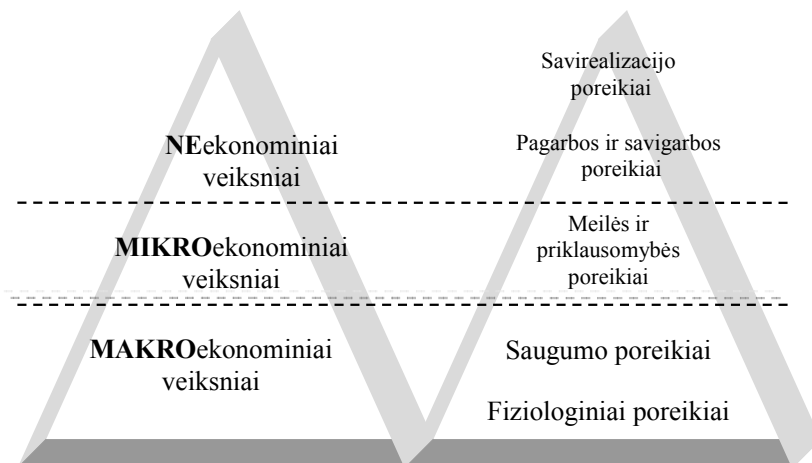 NEekonominiai
veiksniai
MIKROekonominiai
veiksniai
MAKROekonominiai
veiksniai
Savirealizacijo
poreikiai
Pagarbos ir savigarbos
poreikiai
Meilės ir
priklausomybės
poreikiai
Saugumo poreikiai
Fiziologiniai poreikiai